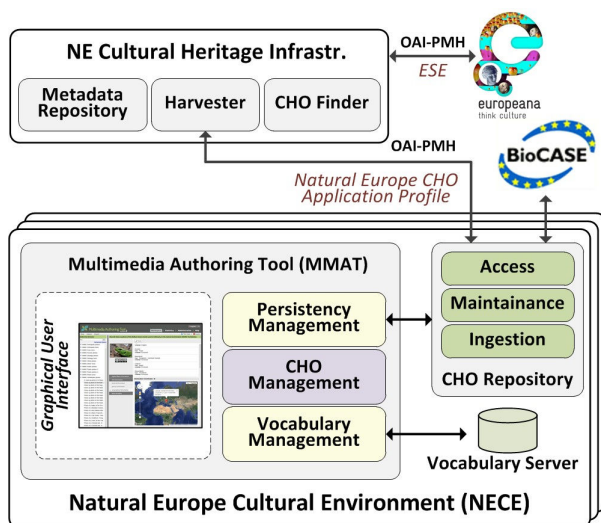 NE Cultural Heritage Infrastr.
Metadata
Repository
Harvester
CHO Finder
OAI-PMH
ESE
europeana
think culture
OAI-PMH
BioCASE
Natural Europe CHO
Application Profile
Multimedia Authoring Tool (MMAT)
Graphical User
Interface
Persistency
Management
CHO
Management
Vocabulary
Management
Access
Maintainance
Ingestion
CHO Repository
Vocabulary Server
Natural Europe Cultural Environment (NECE)